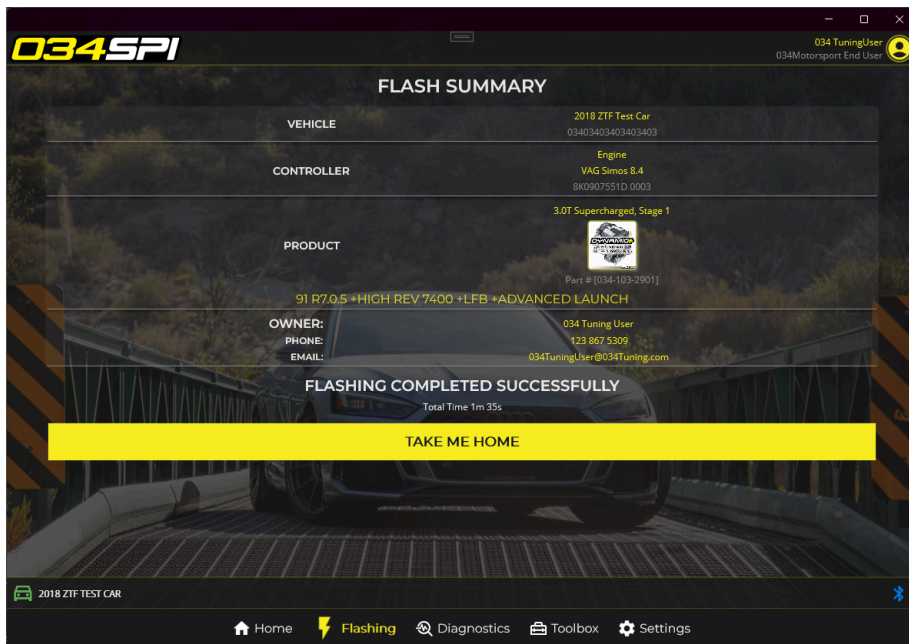 034SPI
034 TuningUser
034Motorsport End User
FLASH SUMMARY
VEHICLE
2018 ZTF Test Car
03403403403403403
CONTROLLER
Engine
VAG Simos 8.4
8K0907551D 0003
PRODUCT
3.0T Supercharged, Stage 1
DYNAMIC+
Part # [034-103-2901]
91 R7.0.5 +HIGH REV 7400 +LFB +ADVANCED LAUNCH
OWNER:
034 Tuning User
PHONE:
123 867 5309
EMAIL:
034TuningUser@034Tuning.com
FLASHING COMPLETED SUCCESSFULLY
Total Time 1m 35s
TAKE ME HOME
2018 ZTF TEST CAR
Home
Flashing
Diagnostics
Toolbox
Settings